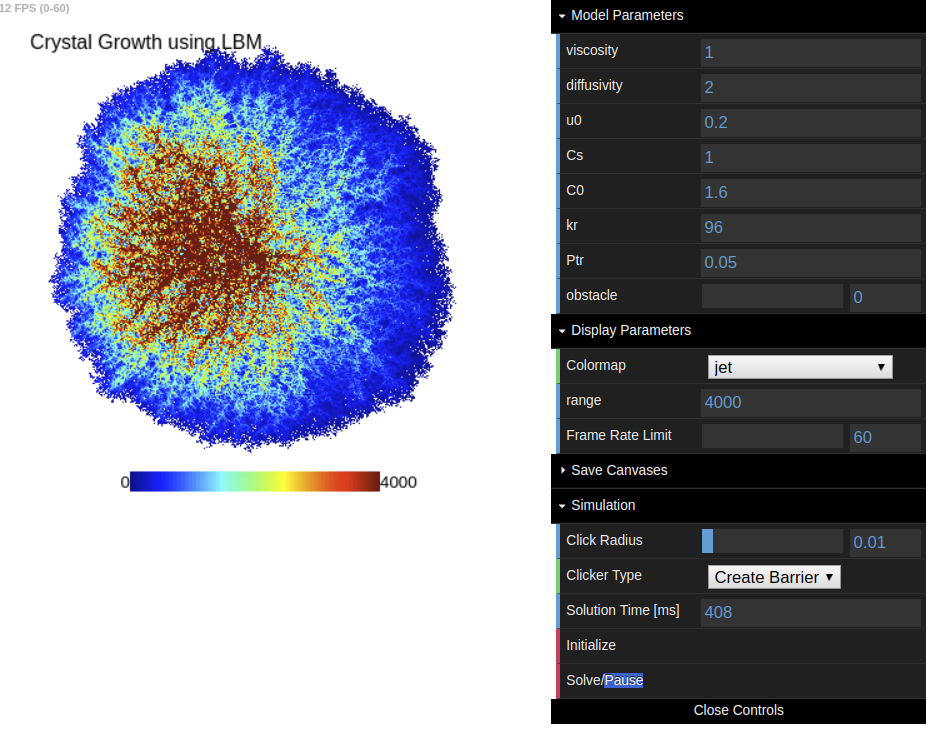 12 FPS (0-60)
Crystal Growth using LBM
0 4000
Model Parameters
viscosity 1
diffusivity 2
u0 0.2
Cs 1
C0 1.6
kr 96
Ptr 0.05
obstacle 0
Display Parameters
Colormap jet
range 4000
Frame Rate Limit 60
Save Canvases
Simulation
Click Radius 0.01
Clicker Type Create Barrier
Solution Time [ms] 408
Initialize
Solve/Pause
Close Controls